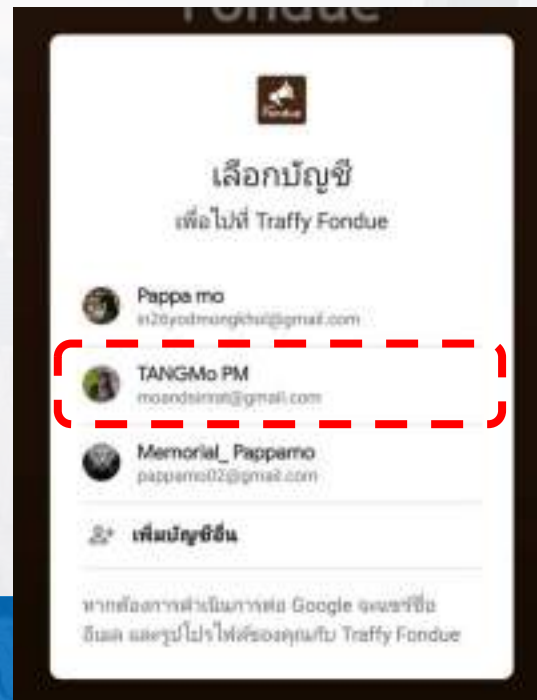 Fondue
Fondue
เลือกบัญชี
เพื่อไปที่ Traffy Fondue
Pappa mo
TANGMo PM
Memorial_ Pappamo
pappamo02@gmail.com
เพิ่มบัญชีอื่น
หากต้องการดำเนินการต่อ Google จะแชร์ชื่อ
อีเมล และรูปโปรไฟล์ของคุณกับ Traffy Fondue